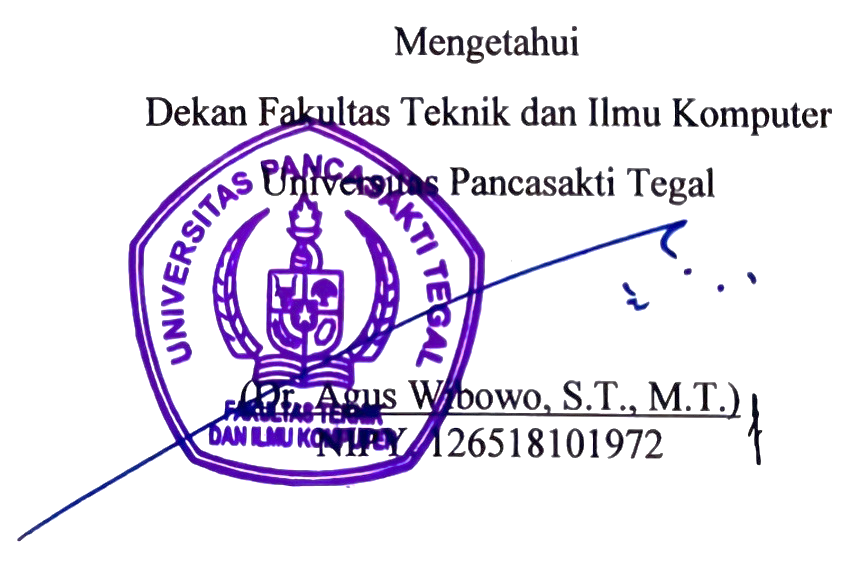 Mengetahui
Dekan Fakultas Teknik dan Ilmu Komputer
Universitas Pancasakti Tegal
UNIVERSITAS PANCASAKTI TEGAL
FAKULTAS TEKNIK
DAN ILMU KOMPUTER
(Dr. Agus Wibowo, S.T., M.T.)
NIPY. 126518101972